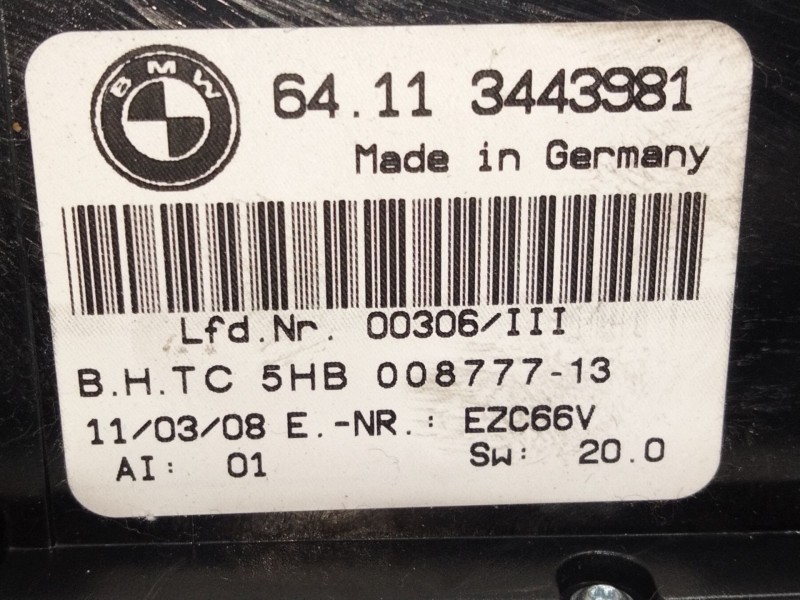 BMW
64.11 3443981
Made in Germany
Lfd.Nr. 00306/III
B.H.TC 5HB 008777-13
11/03/08 E.-NR.: EZC66V
AI: 01 Sw: 20.0